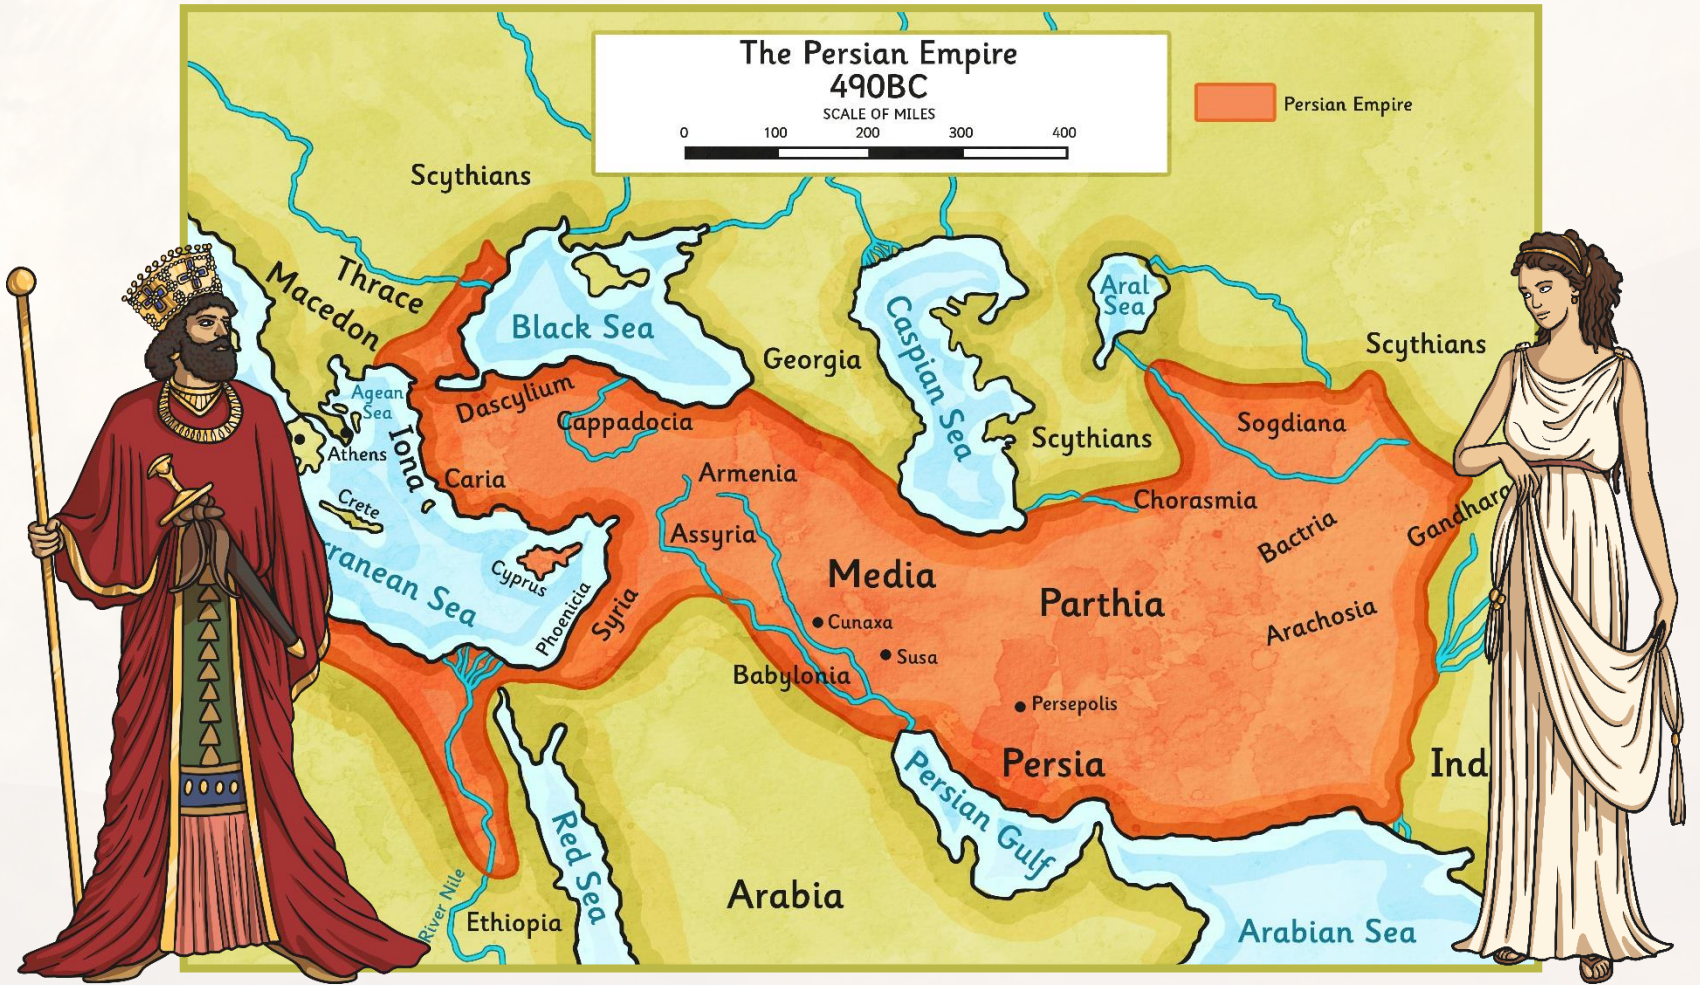 The Persian Empire
490BC
SCALE OF MILES
0 100 200 300 400
Persian Empire
Scythians
Thrace
Macedon
Black Sea
Georgia
Caspian Sea
Aral
Sea
Scythians
Agean
Sea
Dascylium
Cappadocia
Sogdiana
Scythians
Athens
Iona
Caria
Armenia
Chorasmia
Gandhara
Crete
Assyria
Bactria
rranean Sea
Cyprus
Phoenicia
Syria
Media
Parthia
Arachosia
Cunaxa
Susa
Babylonia
Persepolis
Persia
Ind
Persian Gulf
Red Sea
River Nile
Ethiopia
Arabia
Arabian Sea